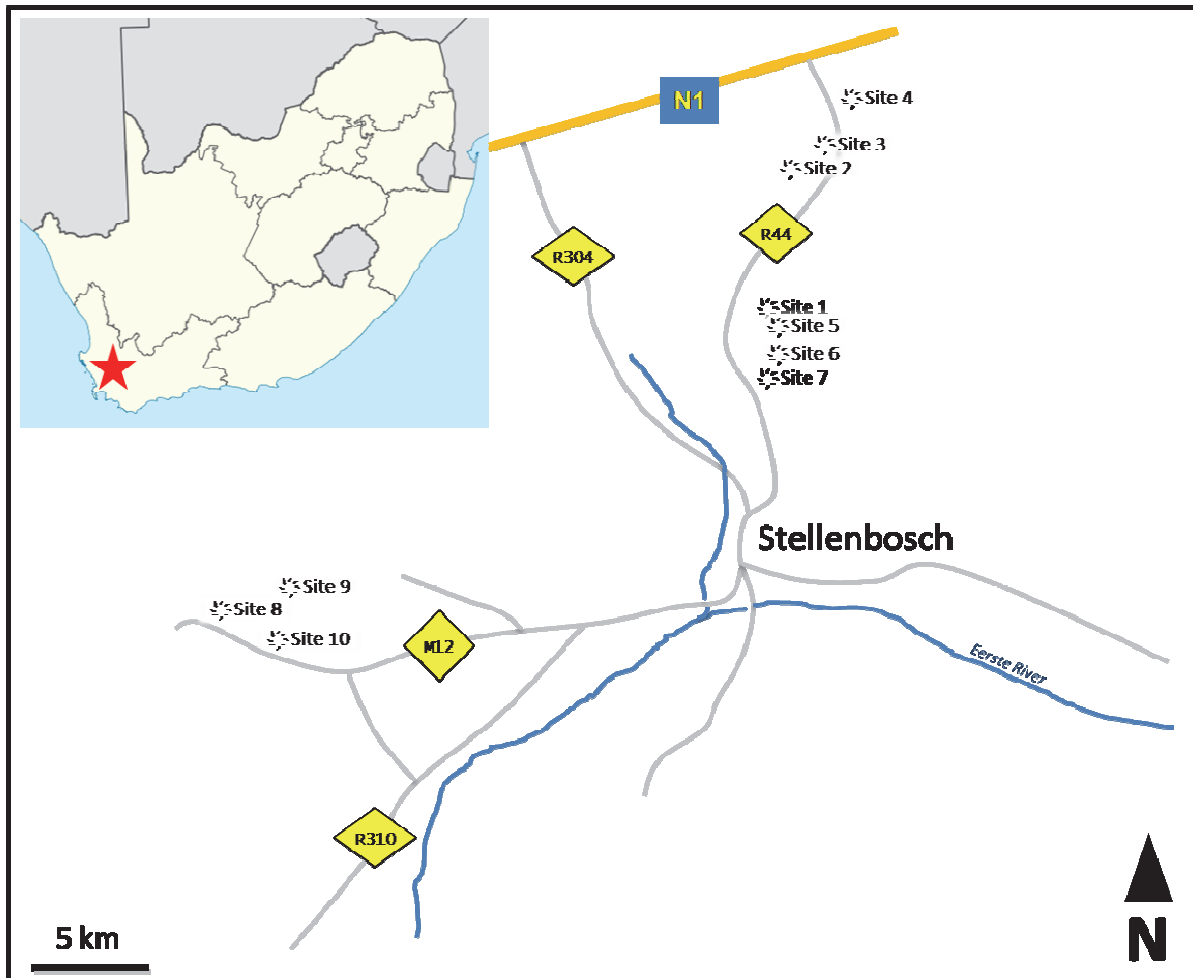 N1
Site 4
Site 3
Site 2
R44
R304
Site 1
Site 5
Site 6
Site 7
Stellenbosch
Site 9
Site 8
Site 10
M12
Eerste River
R310
5 km
N